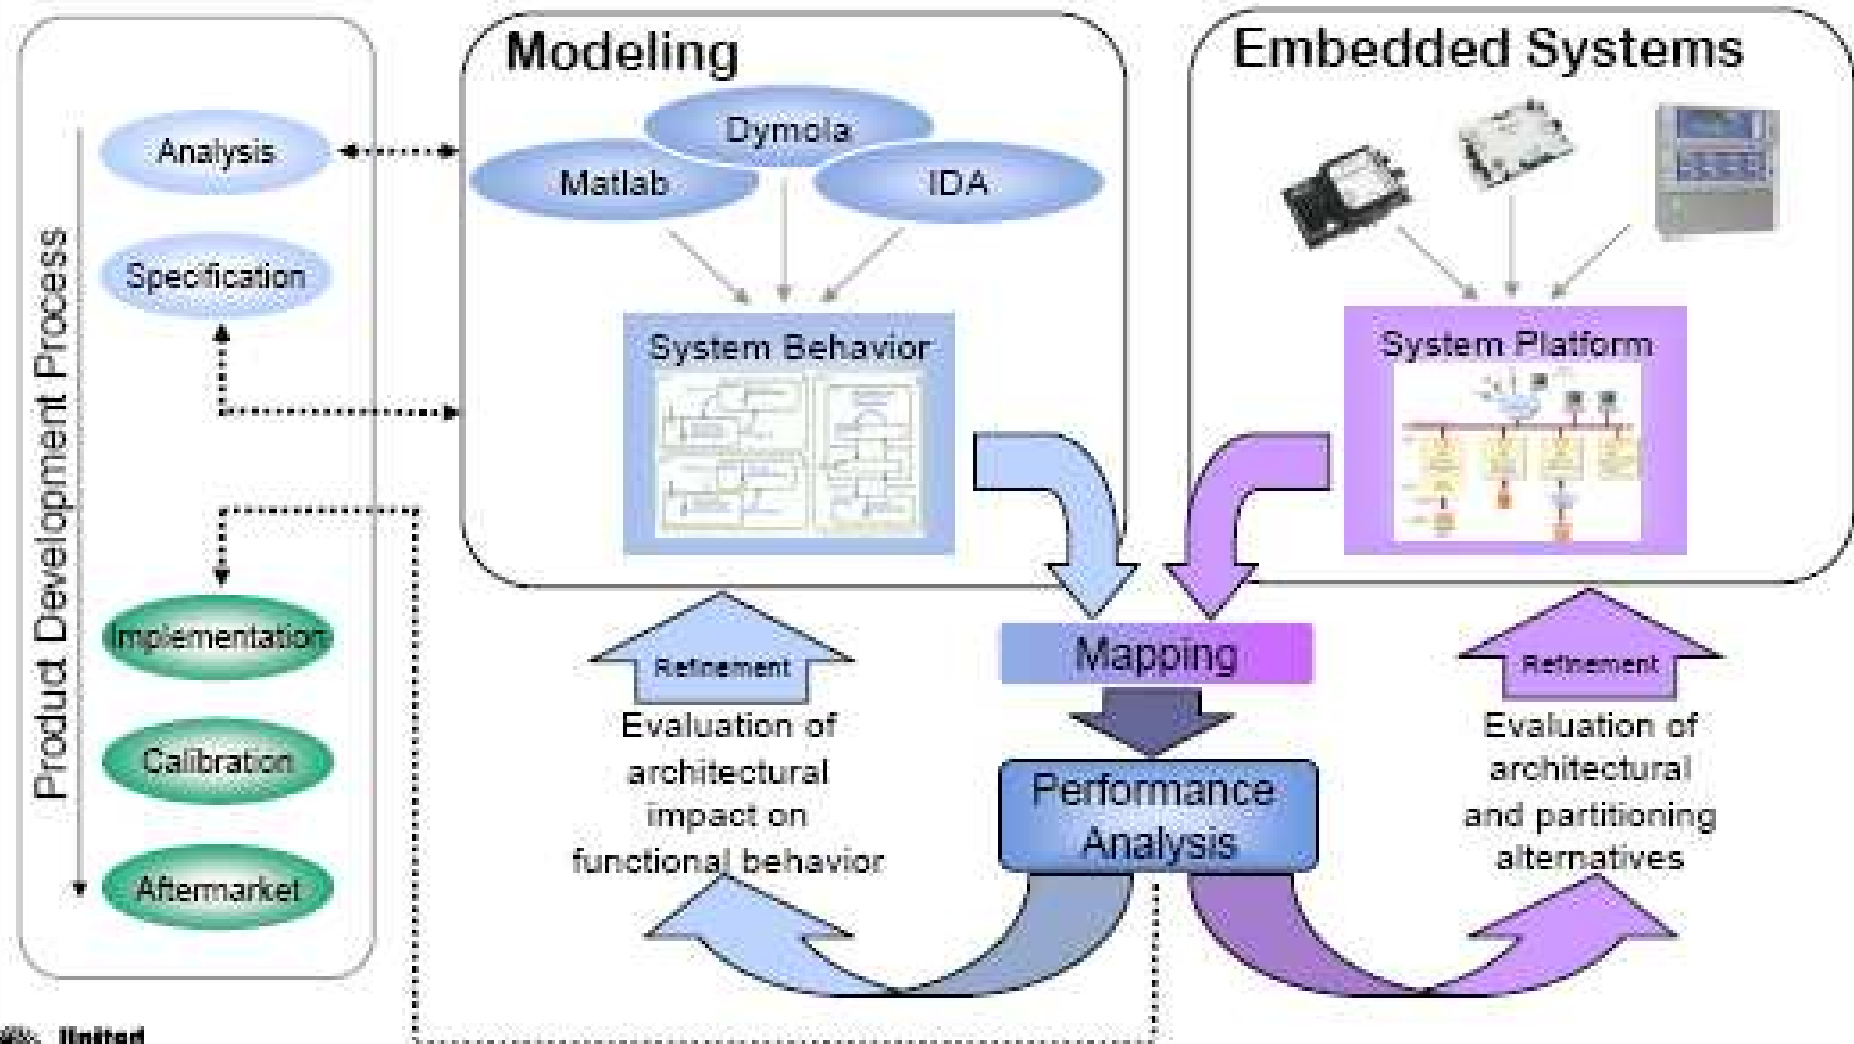 Product Development Process
Analysis
Specification
Implementation
Calibration
Aftermarket
Modeling
Dymola
Matlab
IDA
System Behavior
Embedded Systems
System Platform
Mapping
Performance
Analysis
Refinement
Evaluation of
architectural
impact on
functional behavior
Refinement
Evaluation of
architectural
and partitioning
alternatives
United